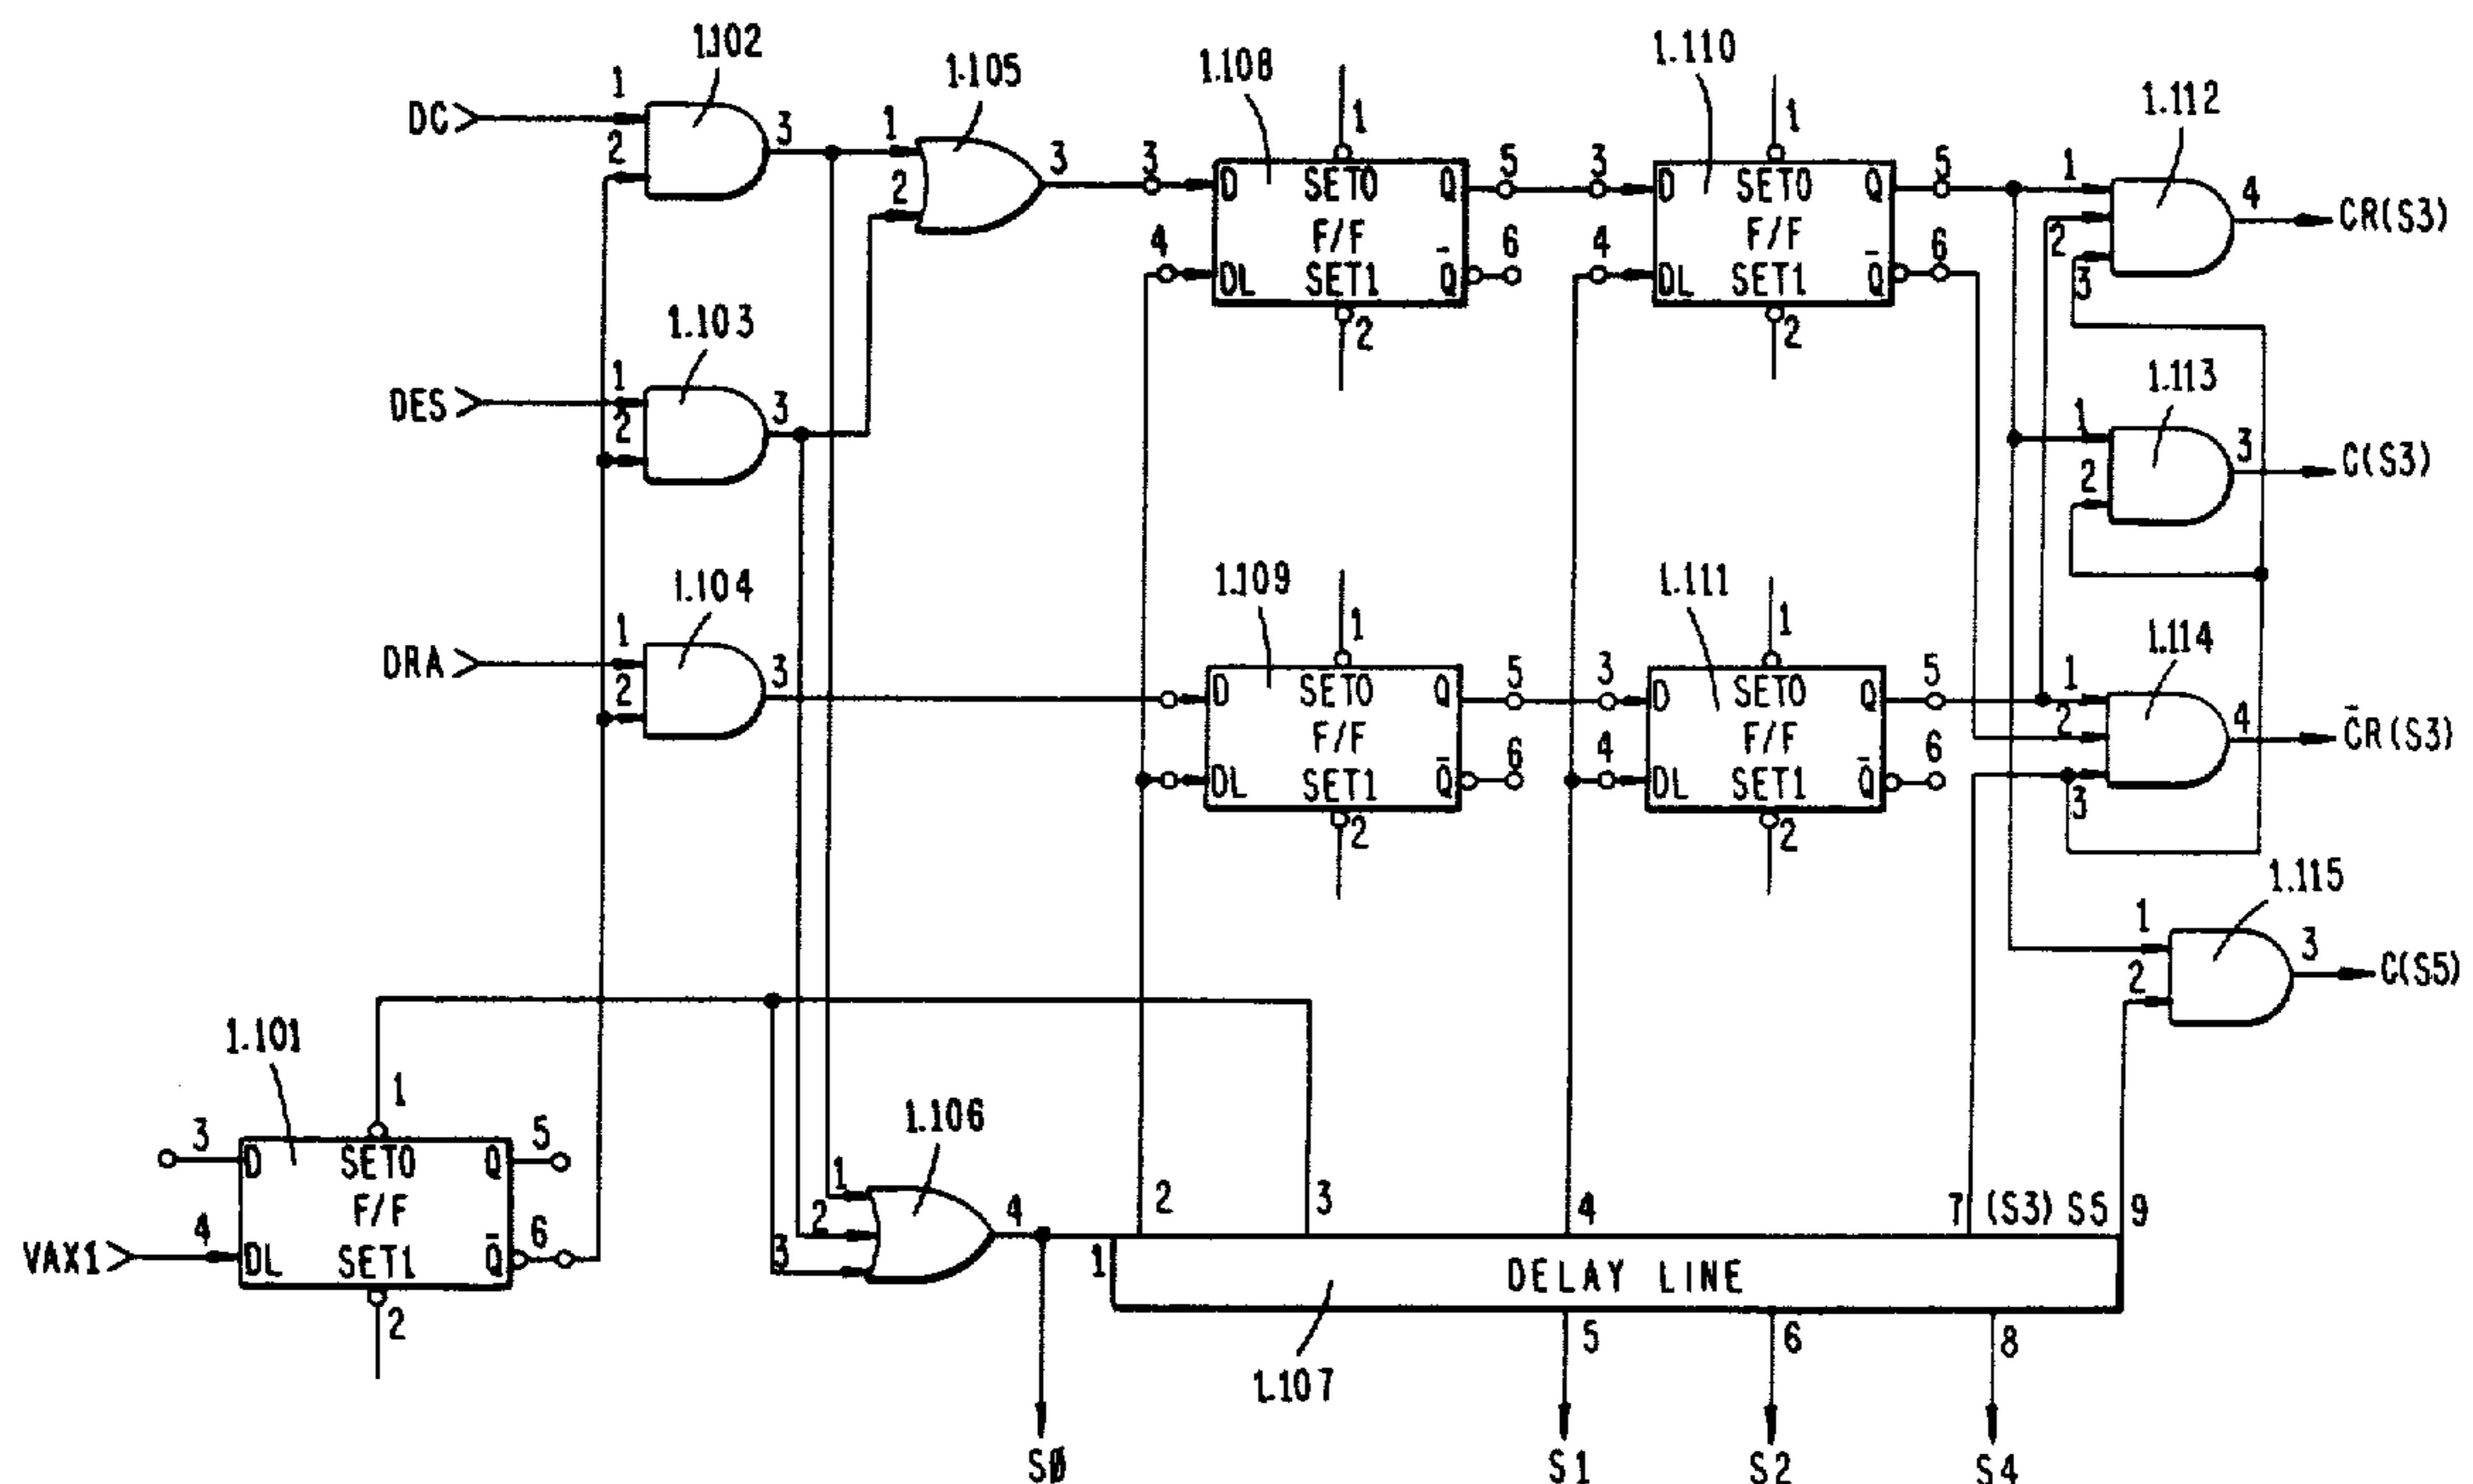 1.102
1.105
1.108
1.110
1.112
DC
1
2
3
1
2
3
3
4
1
D
SET0
Q
F/F
DL
SET1
Q̄
2
5
6
3
4
1
D
SET0
Q
F/F
DL
SET1
Q̄
2
5
6
1
2
3
4
CR(S3)
1.103
DES
1
2
3
1.113
1
2
3
C(S3)
1.104
DRA
1
2
3
1.109
1
D
SET0
Q
F/F
DL
SET1
Q̄
2
5
6
1.111
3
4
1
D
SET0
Q
F/F
DL
SET1
Q̄
2
5
6
1.114
1
2
3
4
C̄R(S3)
1.115
1
2
3
C(S5)
1.101
1
3
D
SET0
Q
5
F/F
VAX1
4
DL
SET1
Q̄
6
2
1.106
1
2
3
4
1
2
3
4
7 (S3) S5 9
DELAY LINE
1.107
5
6
8
SØ
S1
S2
S4